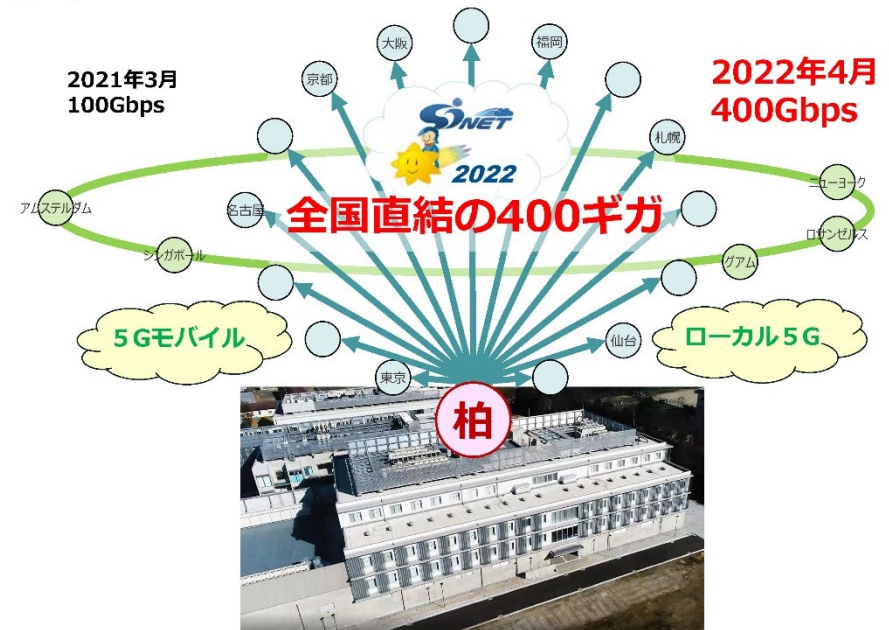 2021年3月
100Gbps
2022年4月
400Gbps
大阪
福岡
京都
札幌
SINET
2022
全国直結の400ギガ
アムステルダム
名古屋
シンガポール
ニューヨーク
ロサンゼルス
グアム
5Gモバイル
ローカル5G
仙台
東京
柏